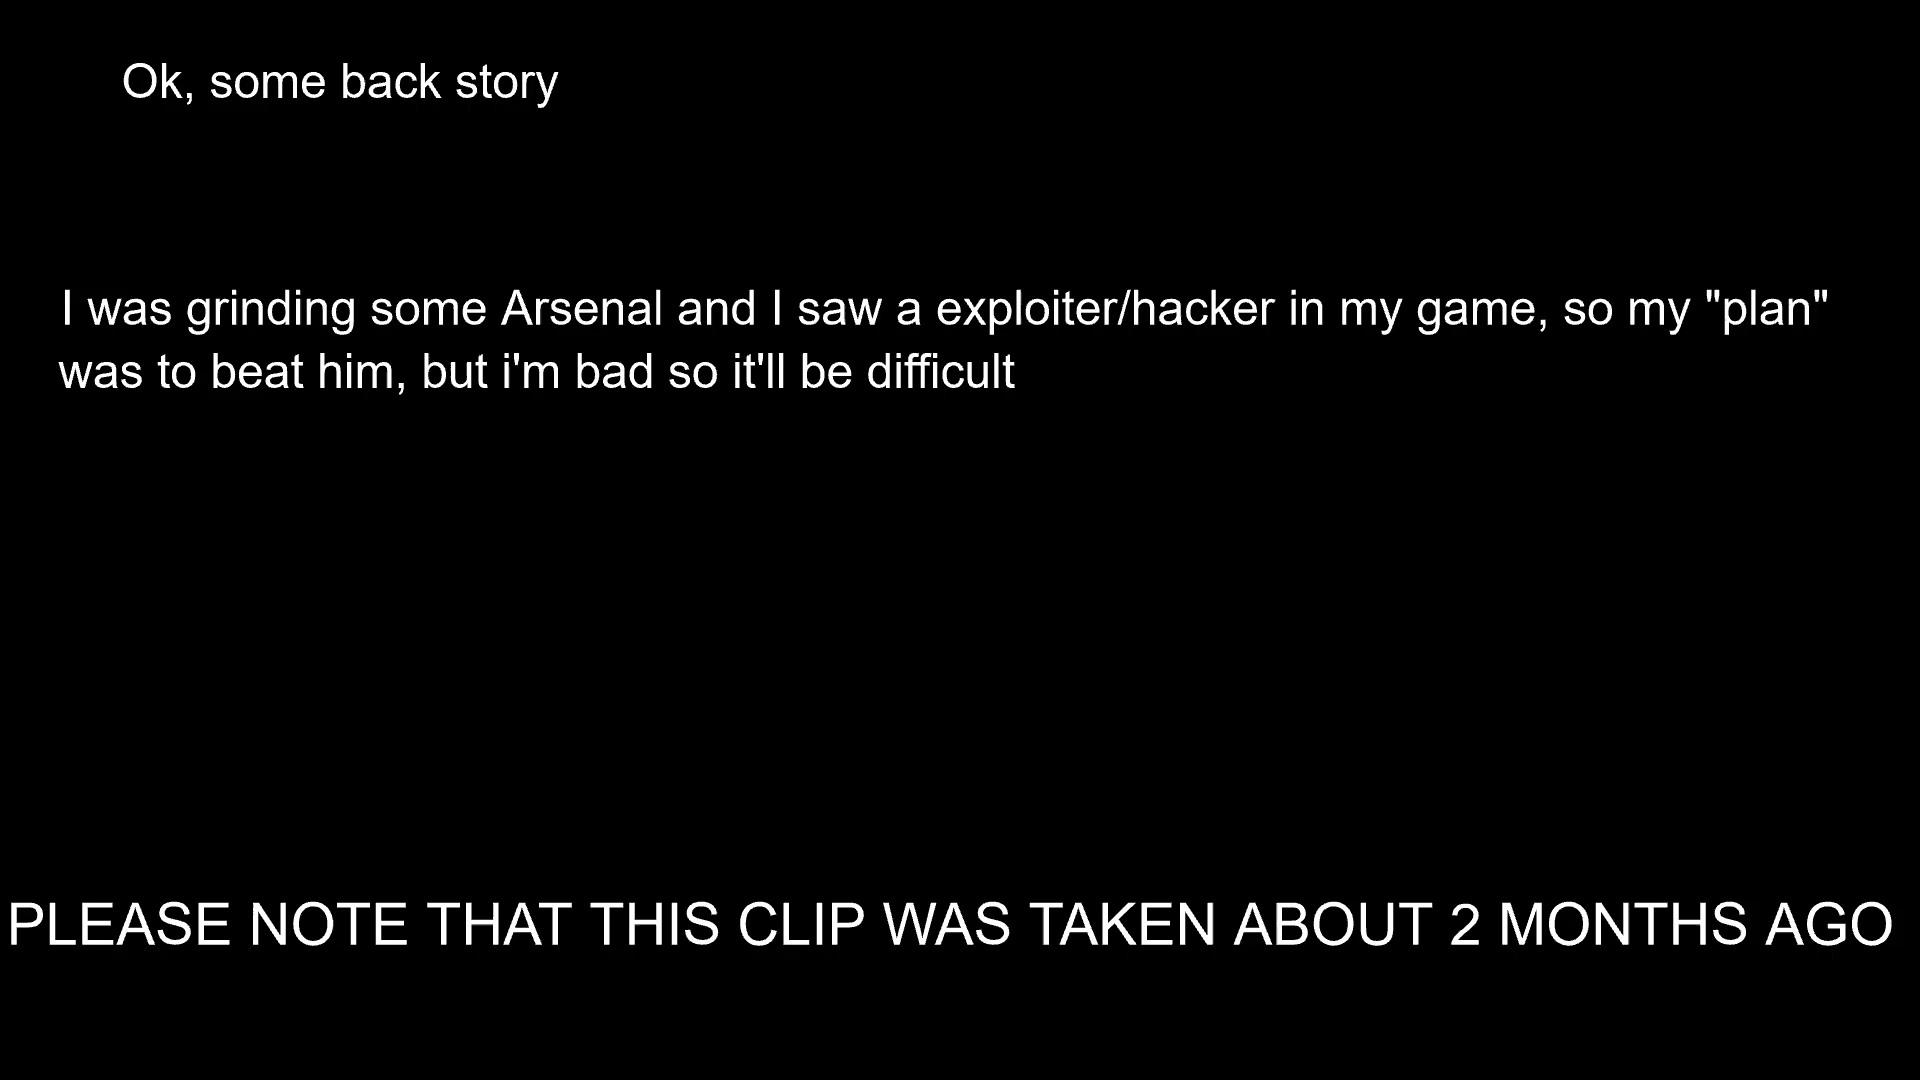 Ok, some back story
I was grinding some Arsenal and I saw a exploiter/hacker in my game, so my "plan"
was to beat him, but i'm bad so it'll be difficult
PLEASE NOTE THAT THIS CLIP WAS TAKEN ABOUT 2 MONTHS AGO